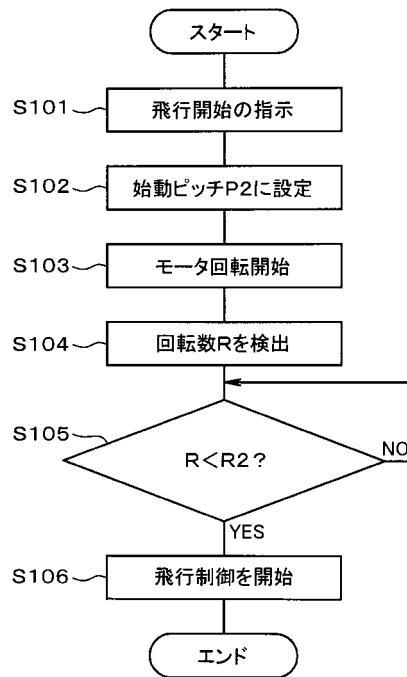 スタート
S101
飛行開始の指示
S102
始動ピッチP2に設定
S103
モータ回転開始
S104
回転数Rを検出
S105
R<R2?
NO
YES
S106
飛行制御を開始
エンド